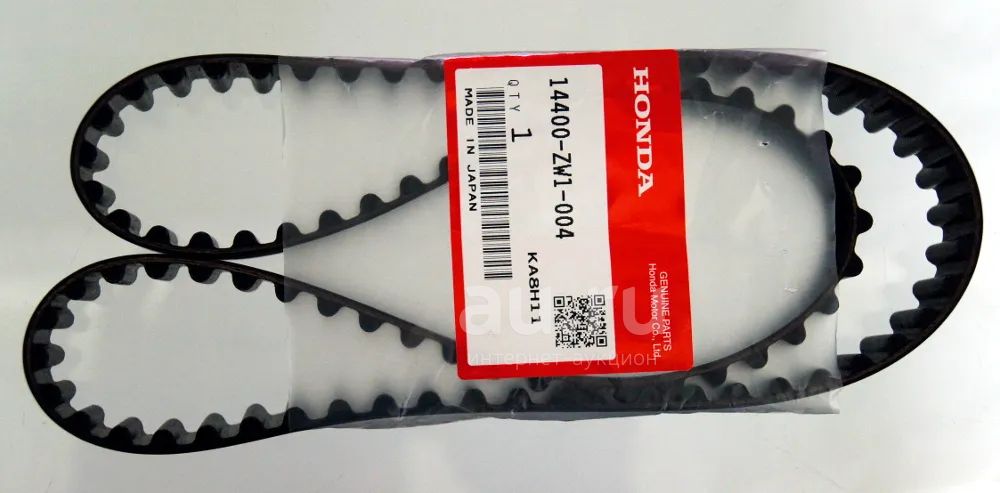 HONDA
GENUINE PARTS
Honda Motor Co., Ltd.
14400-ZW1-004
KA8H11
QTY 1
MADE IN JAPAN
au.ru
интернет-аукцион